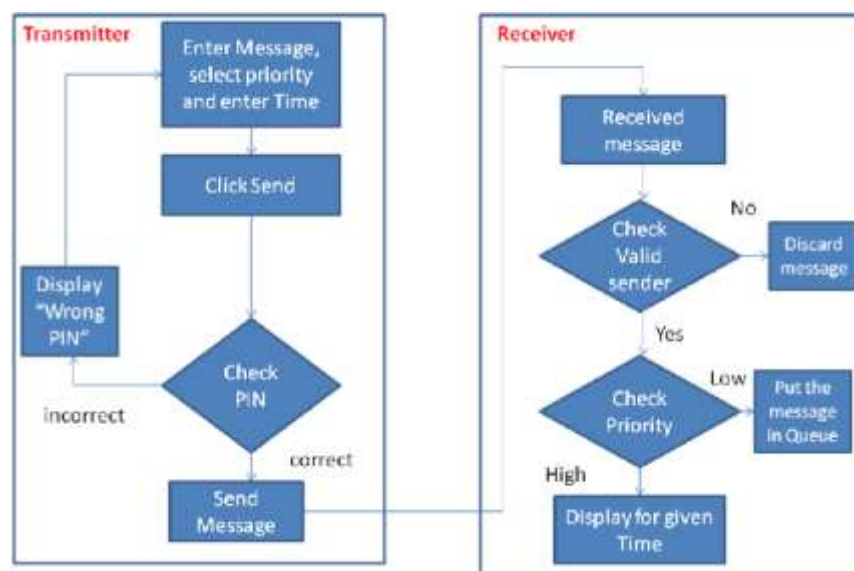 Transmitter
Enter Message,
select priority
and enter Time
Click Send
Display
"Wrong
PIN"
Check
PIN
incorrect
correct
Send
Message
Receiver
Received
message
Check
Valid
sender
No
Discard
message
Yes
Check
Priority
Low
Put the
message
in Queue
High
Display for given
Time